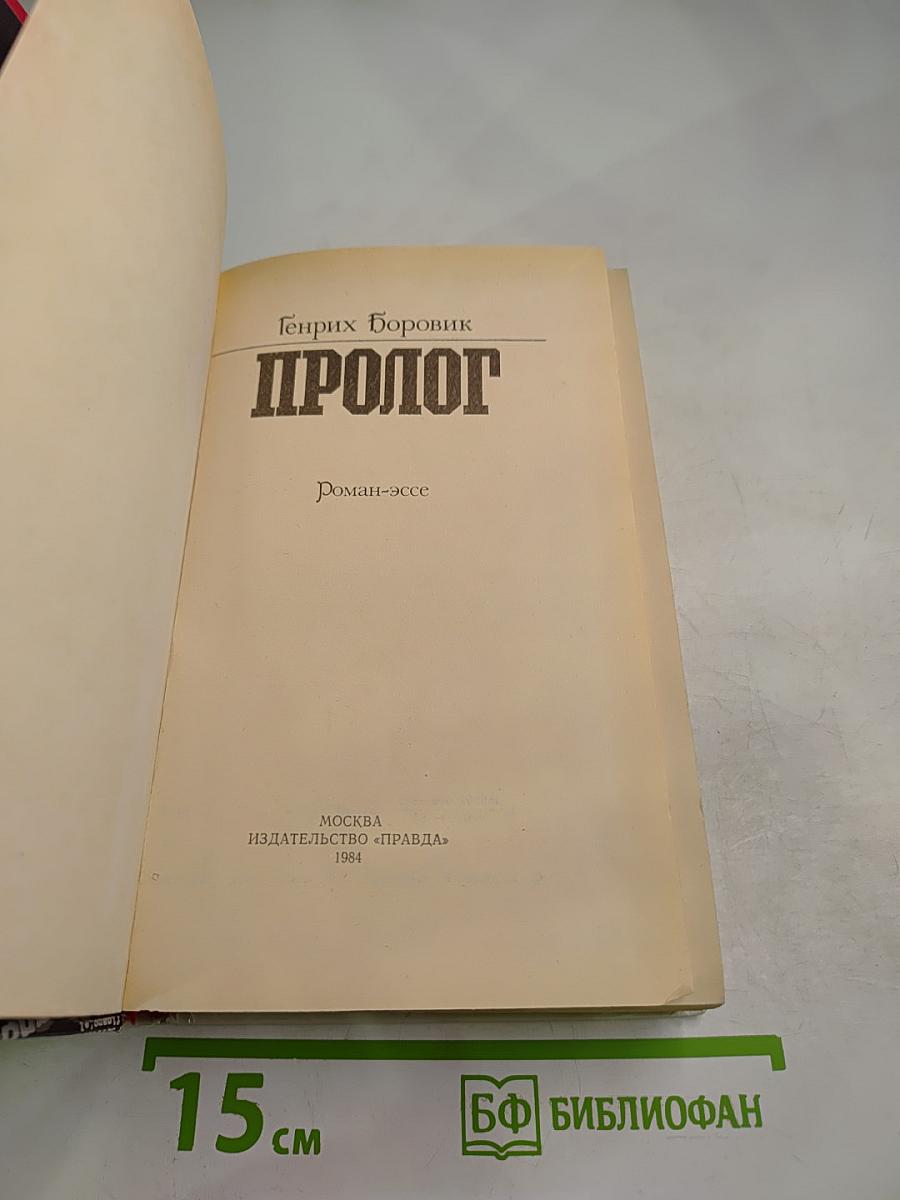 Генрих Боровик
ПРОЛОГ
Роман-эссе
МОСКВА
ИЗДАТЕЛЬСТВО «ПРАВДА»
1984
15 см
БФ БИБЛИОФАН